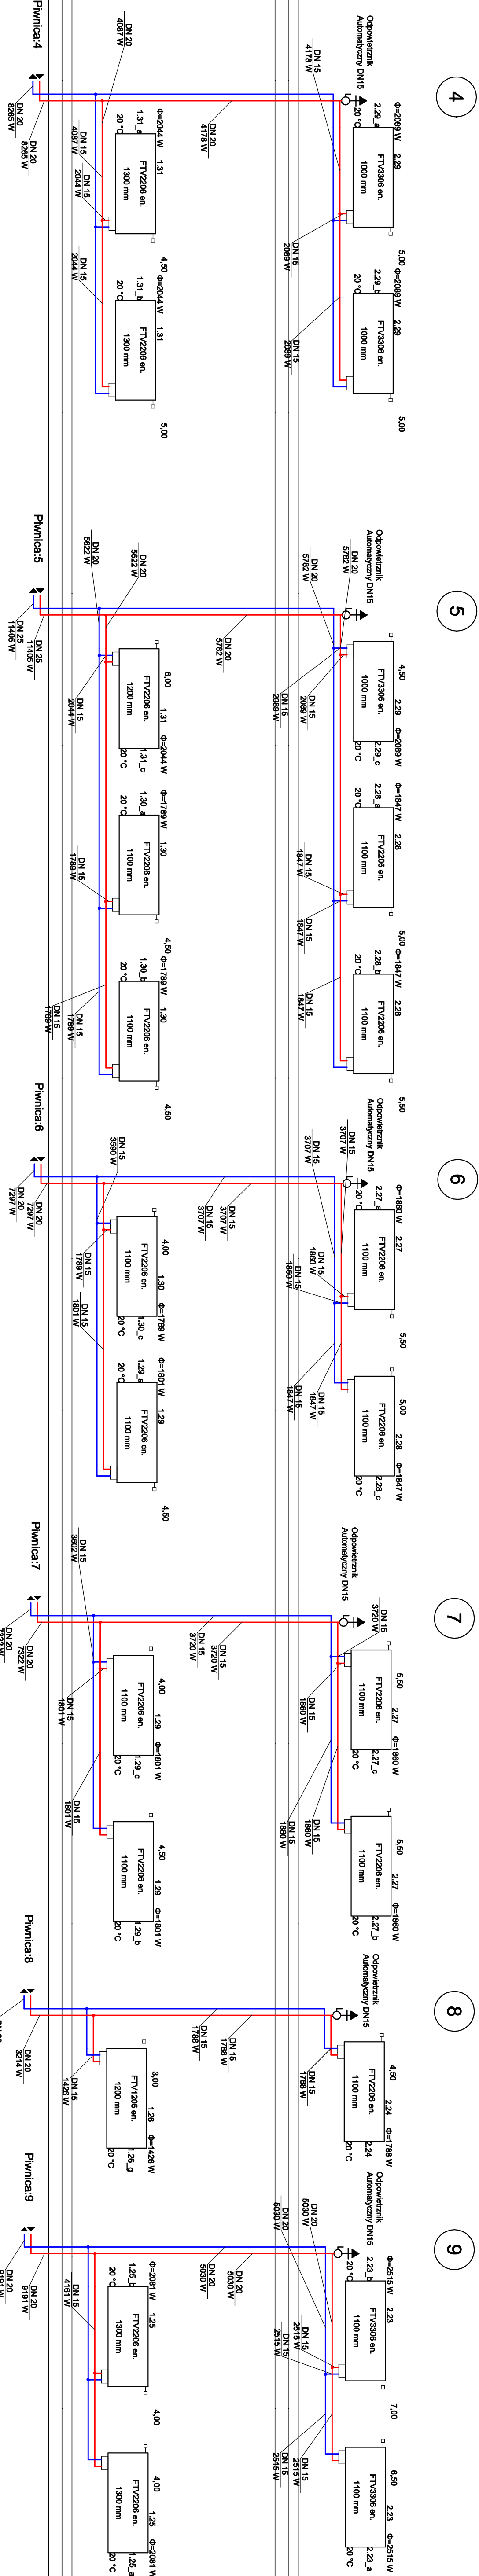 4
Odpowietrznik
Automatyczny DN15
DN 15
4178 W
Φ=2089 W
2.29
2.29_a
20 °C
FTV3306 en.
1000 mm
5,00
DN 15
2089 W
Φ=2089 W
2.29
2.29_b
20 °C
FTV3306 en.
1000 mm
5,00
DN 15
2089 W
DN 20
4178 W
DN 20
4087 W
Φ=2044 W
1.31
1.31_a
20 °C
FTV2206 en.
1300 mm
4,50
DN 15
4087 W
DN 15
2044 W
Φ=2044 W
1.31
1.31_b
20 °C
FTV2206 en.
1300 mm
5,00
DN 15
2044 W
Piwnica:4
DN 20
8265 W
DN 20
8265 W
5
Odpowietrznik
Automatyczny DN15
DN 20
5782 W
DN 20
5782 W
4,50
2.29
Φ=2089 W
FTV3306 en.
1000 mm
2.29_c
20 °C
DN 15
2089 W
DN 15
2089 W
Φ=1847 W
2.28
2.28_a
20 °C
FTV2206 en.
1100 mm
5,00
DN 15
1847 W
DN 15
1847 W
Φ=1847 W
2.28
2.28_b
20 °C
FTV2206 en.
1100 mm
5,50
DN 15
1847 W
DN 20
5782 W
DN 20
5622 W
DN 20
5622 W
6,00
1.31
Φ=2044 W
FTV2206 en.
1200 mm
1.31_c
20 °C
DN 15
2044 W
Φ=1789 W
1.30
1.30_a
20 °C
FTV2206 en.
1100 mm
4,50
DN 15
1789 W
Φ=1789 W
1.30
1.30_b
20 °C
FTV2206 en.
1100 mm
4,50
DN 15
1789 W
DN 15
1789 W
Piwnica:5
DN 25
11405 W
DN 25
11405 W
6
Odpowietrznik
Automatyczny DN15
DN 15
3707 W
DN 15
3707 W
Φ=1860 W
2.27
2.27_a
20 °C
FTV2206 en.
1100 mm
5,50
DN 15
1860 W
DN 15
1860 W
5,00
2.28
Φ=1847 W
FTV2206 en.
1100 mm
2.28_c
20 °C
DN 15
1847 W
DN 15
1847 W
DN 15
3707 W
DN 15
3707 W
DN 15
3590 W
4,00
1.30
Φ=1789 W
FTV2206 en.
1100 mm
1.30_c
20 °C
DN 15
1789 W
Φ=1801 W
1.29
1.29_a
20 °C
FTV2206 en.
1100 mm
4,50
DN 15
1801 W
Piwnica:6
DN 20
7297 W
DN 20
7297 W
7
Odpowietrznik
Automatyczny DN15
DN 15
3720 W
5,50
2.27
Φ=1860 W
FTV2206 en.
1100 mm
2.27_c
20 °C
DN 15
1860 W
5,50
2.27
Φ=1860 W
FTV2206 en.
1100 mm
2.27_b
20 °C
DN 15
1860 W
DN 15
1860 W
DN 15
3720 W
DN 15
3720 W
DN 15
3602 W
4,00
1.29
Φ=1801 W
FTV2206 en.
1100 mm
1.29_c
20 °C
DN 15
1801 W
4,50
1.29
Φ=1801 W
FTV2206 en.
1100 mm
1.29_b
20 °C
DN 15
1801 W
Piwnica:7
DN 20
7322 W
DN 20
7322 W
8
Odpowietrznik
Automatyczny DN15
4,50
2.24
Φ=1788 W
FTV2206 en.
1100 mm
2.24
20 °C
DN 15
1788 W
DN 15
1788 W
DN 15
1788 W
3,00
1.26
Φ=1426 W
FTV1206 en.
1200 mm
1.26_g
20 °C
DN 15
1426 W
Piwnica:8
DN 20
3214 W
9
Odpowietrznik
Automatyczny DN15
DN 20
5030 W
DN 20
5030 W
Φ=2515 W
2.23
2.23_b
20 °C
FTV3306 en.
1100 mm
7,00
DN 15
2515 W
DN 15
2515 W
6,50
2.23
Φ=2515 W
FTV3306 en.
1100 mm
2.23_a
20 °C
DN 15
2515 W
DN 15
2515 W
DN 20
5030 W
DN 20
5030 W
Φ=2081 W
1.25
1.25_b
20 °C
FTV2206 en.
1300 mm
4,00
DN 15
4161 W
4,00
1.25
Φ=2081 W
FTV2206 en.
1300 mm
1.25_a
20 °C
Piwnica:9
DN 20
9191 W
DN 20
9191 W